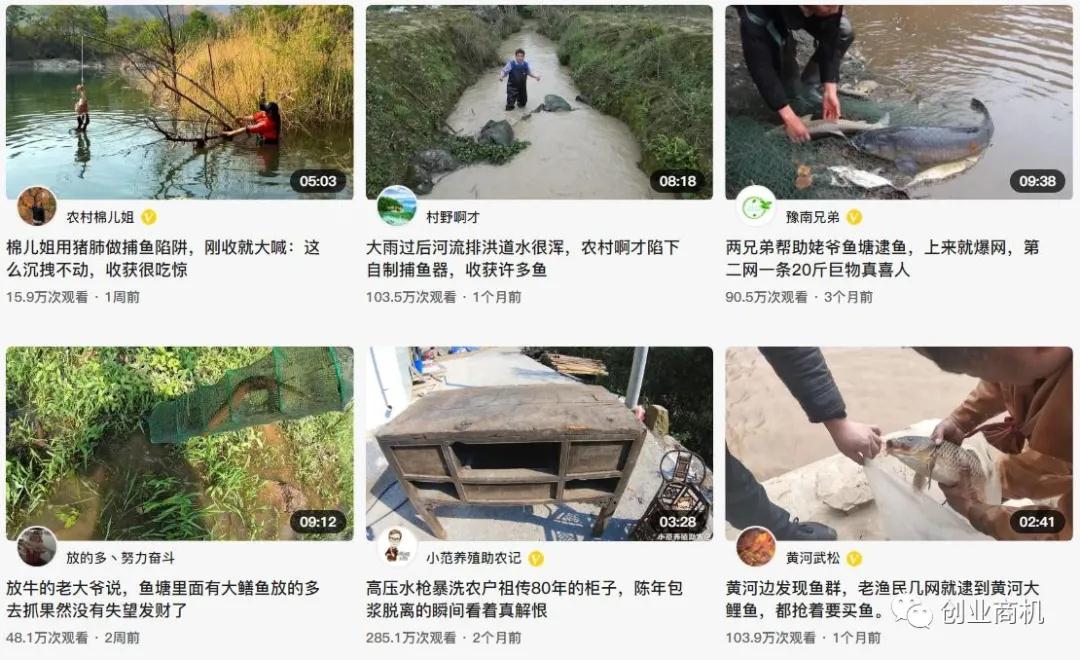 05:03
08:18
09:38
农村棉儿姐
村野啊才
豫南兄弟
棉儿姐用猪肺做捕鱼陷阱，刚收就大喊：这
么沉拽不动，收获很吃惊
大雨过后河流排洪道水很浑，农村啊才陷下
自制捕鱼器，收获许多鱼
两兄弟帮助姥爷鱼塘逮鱼，上来就爆网，第
二网一条20斤巨物真喜人
15.9万次观看 · 1周前
103.5万次观看 · 1个月前
90.5万次观看 · 3个月前
09:12
03:28
小范养殖助农记
02:41
放的多丶努力奋斗
小范养殖助农记
黄河武松
放牛的老大爷说，鱼塘里面有大鳝鱼放的多
去抓果然没有失望发财了
高压水枪暴洗农户祖传80年的柜子，陈年包
浆脱离的瞬间看着真解恨
黄河边发现鱼群，老渔民几网就逮到黄河大
鲤鱼，都抢着要买鱼。
创业商机
48.1万次观看 · 2周前
285.1万次观看 · 2个月前
103.9万次观看 · 1个月前